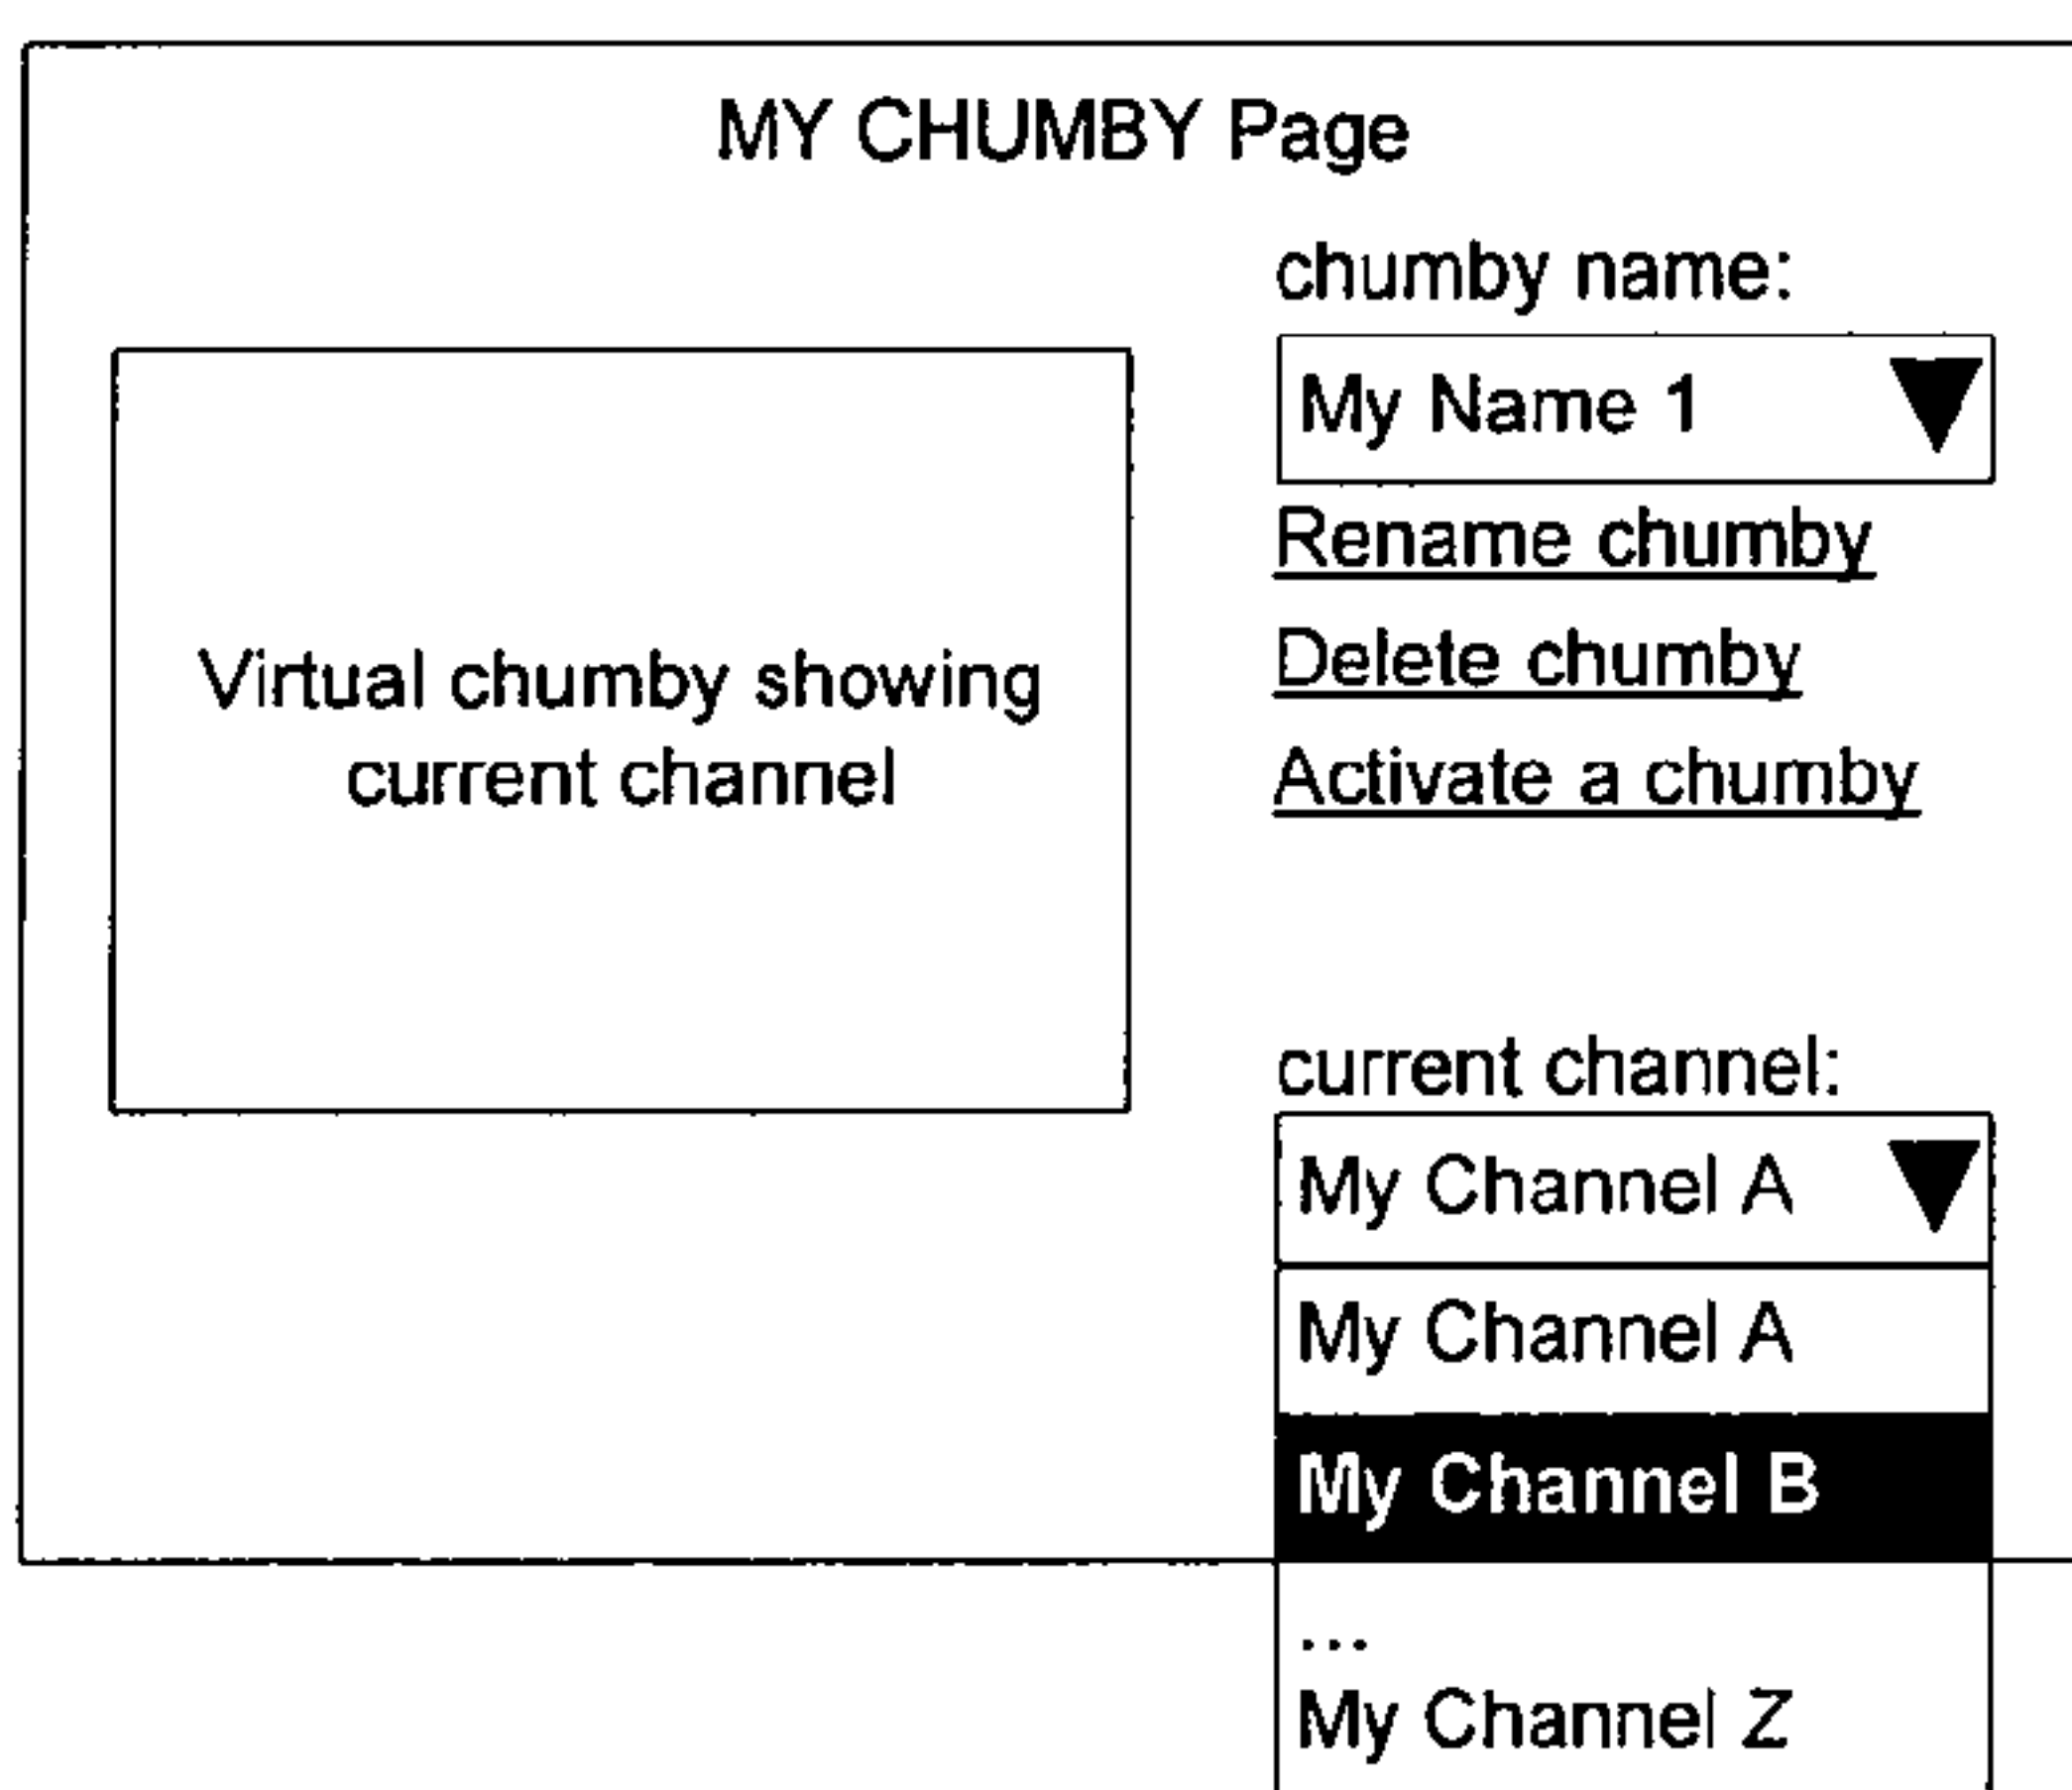 MY CHUMBY Page
chumby name:
My Name 1
Rename chumby
Delete chumby
Activate a chumby
Virtual chumby showing
current channel
current channel:
My Channel A
My Channel A
My Channel B
...
My Channel Z